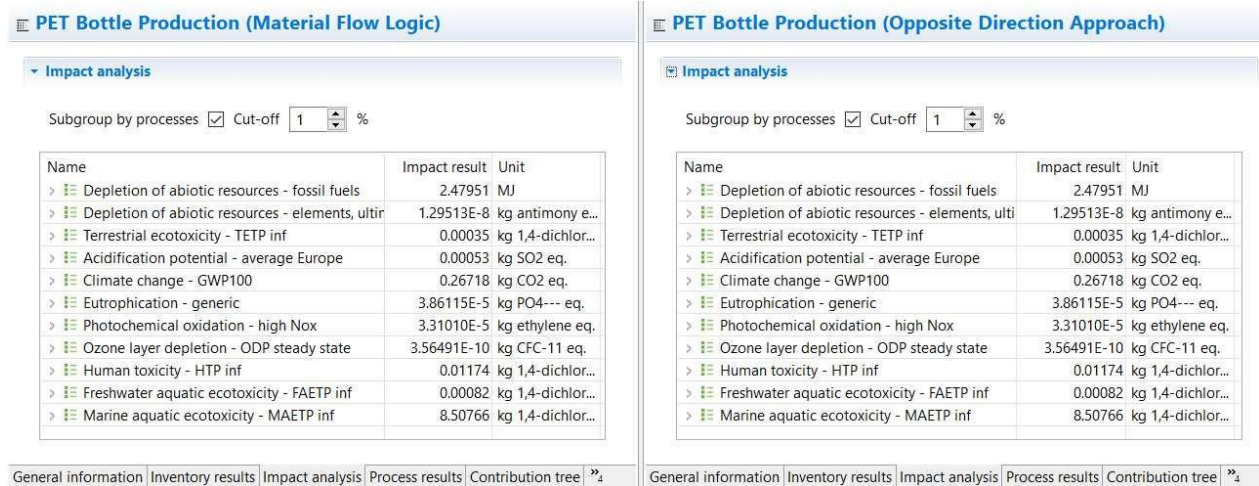 PET Bottle Production (Material Flow Logic)
Impact analysis
Subgroup by processes Cut-off 1 %
Name Impact result Unit
Depletion of abiotic resources - fossil fuels 2.47951 MJ
Depletion of abiotic resources - elements, ultin 1.29513E-8 kg antimony e...
Terrestrial ecotoxicity - TETP inf 0.00035 kg 1,4-dichlor...
Acidification potential - average Europe 0.00053 kg SO2 eq.
Climate change - GWP100 0.26718 kg CO2 eq.
Eutrophication - generic 3.86115E-5 kg PO4--- eq.
Photochemical oxidation - high Nox 3.31010E-5 kg ethylene eq.
Ozone layer depletion - ODP steady state 3.56491E-10 kg CFC-11 eq.
Human toxicity - HTP inf 0.01174 kg 1,4-dichlor...
Freshwater aquatic ecotoxicity - FAETP inf 0.00082 kg 1,4-dichlor...
Marine aquatic ecotoxicity - MAETP inf 8.50766 kg 1,4-dichlor...
General information Inventory results Impact analysis Process results Contribution tree »4
PET Bottle Production (Opposite Direction Approach)
Impact analysis
Subgroup by processes Cut-off 1 %
Name Impact result Unit
Depletion of abiotic resources - fossil fuels 2.47951 MJ
Depletion of abiotic resources - elements, ulti 1.29513E-8 kg antimony e...
Terrestrial ecotoxicity - TETP inf 0.00035 kg 1,4-dichlor...
Acidification potential - average Europe 0.00053 kg SO2 eq.
Climate change - GWP100 0.26718 kg CO2 eq.
Eutrophication - generic 3.86115E-5 kg PO4--- eq.
Photochemical oxidation - high Nox 3.31010E-5 kg ethylene eq.
Ozone layer depletion - ODP steady state 3.56491E-10 kg CFC-11 eq.
Human toxicity - HTP inf 0.01174 kg 1,4-dichlor...
Freshwater aquatic ecotoxicity - FAETP inf 0.00082 kg 1,4-dichlor...
Marine aquatic ecotoxicity - MAETP inf 8.50766 kg 1,4-dichlor...
General information Inventory results Impact analysis Process results Contribution tree »4